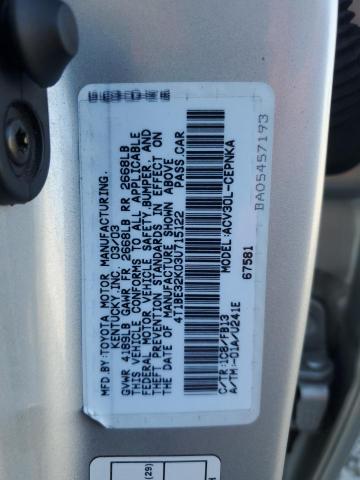 MFD. BY: TOYOTA MOTOR MANUFACTURING,
KENTUCKY, INC. 03/03
GVWR 4189LB GAWR FR 2668LB RR 2668LB
THIS VEHICLE CONFORMS TO ALL APPLICABLE
FEDERAL MOTOR VEHICLE SAFETY, BUMPER, AND
THEFT PREVENTION STANDARDS IN EFFECT ON
THE DATE OF MANUFACTURE SHOWN ABOVE.
4T1BE32K03U715122 PASS.CAR
C/TR:1C8/FB13 MODEL:ACV30L-CEPNKA
A/TM:-01A/U241E 67581
BA05457193
(29)